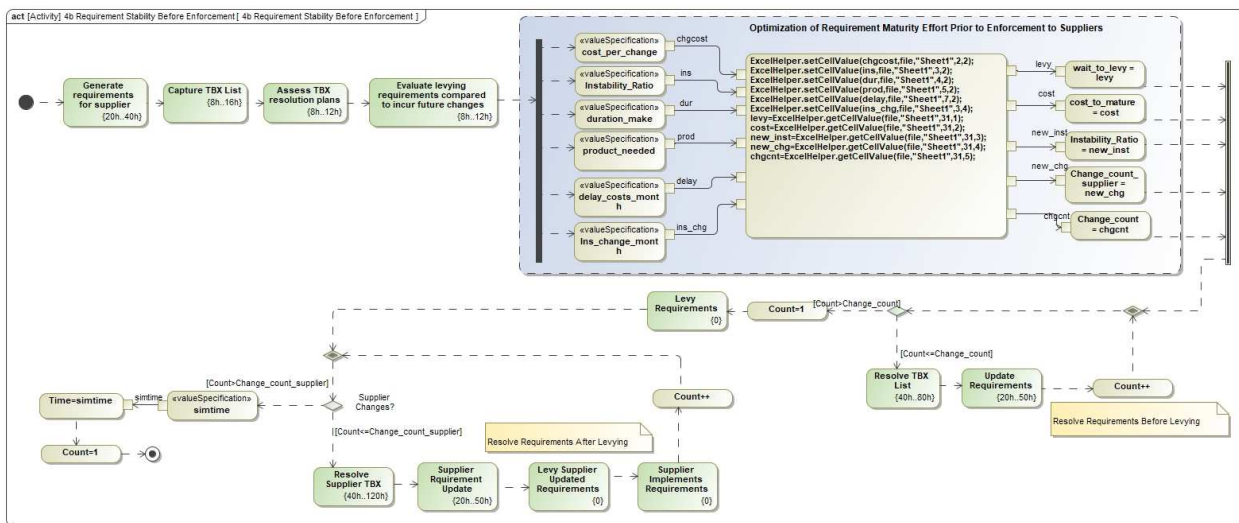 act [Activity] 4b Requirement Stability Before Enforcement[ 4b Requirement Stability Before Enforcement ]
Generate
requirements
for supplier
{20h..40h}
Capture TBX List
{8h..16h}
Assess TBX
resolution plans
{8h..12h}
Evaluate levying
requirements compared
to incur future changes
{8h..12h}
Optimization of Requirement Maturity Effort Prior to Enforcement to Suppliers
«valueSpecification»
cost_per_change
chgcost
«valueSpecification»
Instability_Ratio
ins
«valueSpecification»
duration_make
dur
«valueSpecification»
product_needed
prod
«valueSpecification»
delay_costs_mont
h
delay
«valueSpecification»
Ins_change_mont
h
ins_chg
ExcelHelper.setCellValue(chgcost,file,"Sheet1",2,2);
ExcelHelper.setCellValue(ins,file,"Sheet1",3,2);
ExcelHelper.setCellValue(dur,file,"Sheet1",4,2);
ExcelHelper.setCellValue(prod,file,"Sheet1",5,2);
ExcelHelper.setCellValue(delay,file,"Sheet1",7,2);
ExcelHelper.setCellValue(ins_chg,file,"Sheet1",3,4);
levy=ExcelHelper.getCellValue(file,"Sheet1",31,1);
cost=ExcelHelper.getCellValue(file,"Sheet1",31,2);
new_inst=ExcelHelper.getCellValue(file,"Sheet1",31,3);
new_chg=ExcelHelper.getCellValue(file,"Sheet1",31,4);
chgcnt=ExcelHelper.getCellValue(file,"Sheet1",31,5);
levy
wait_to_levy =
levy
cost
cost_to_mature
= cost
new_inst
Instability_Ratio
= new_inst
new_chg
Change_count_
supplier =
new_chg
chgcnt
Change_count
= chgcnt
Levy
Requirements
{0}
Count=1
[Count>Change_count]
[Count<=Change_count]
Resolve TBX
List
{40h..80h}
Update
Requirements
{20h..50h}
Count++
Resolve Requirements Before Levying
[Count>Change_count_supplier]
Time=simtime
simtime
«valueSpecification»
simtime
Supplier
Changes?
Count++
Count=1
[Count<=Change_count_supplier]
Resolve Requirements After Levying
Resolve
Supplier TBX
{40h..120h}
Supplier
Rquirement
Update
{20h..50h}
Levy Supplier
Updated
Requirements
{0}
Supplier
Implements
Requirements
{0}